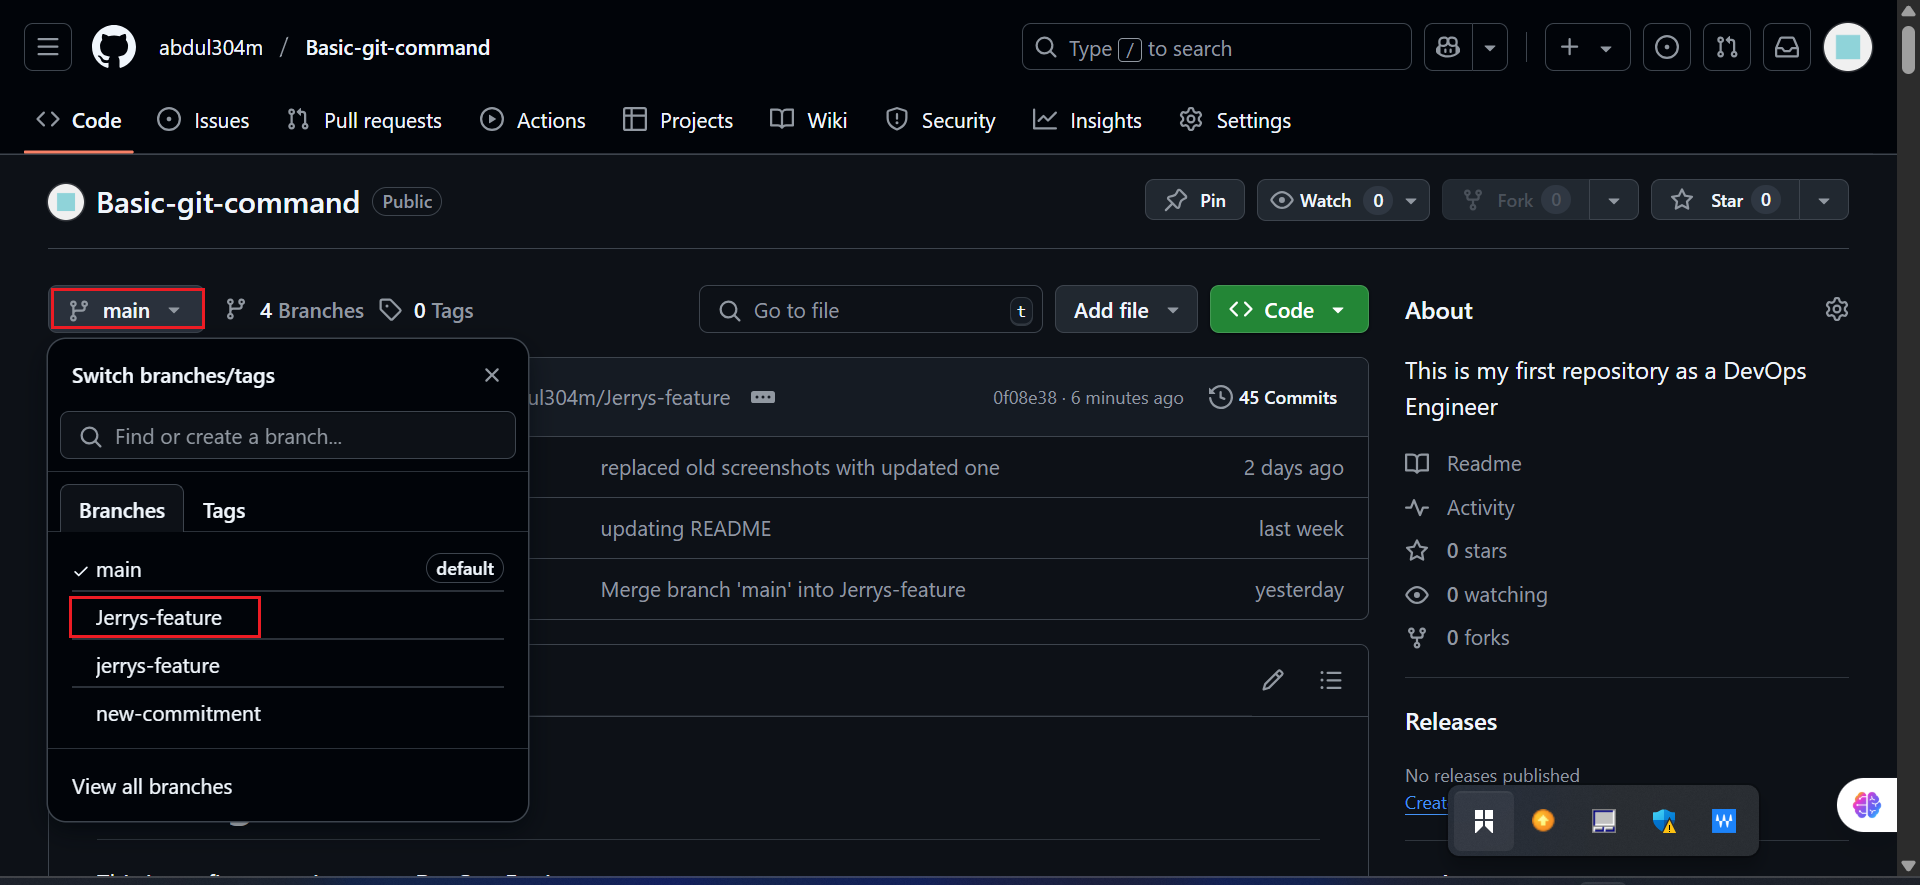 abdul304m / Basic-git-command
Type / to search
Code Issues Pull requests Actions Projects Wiki Security Insights Settings
Basic-git-command Public
Pin Watch 0 Fork 0 Star 0
main 4 Branches 0 Tags
Go to file t
Add file
Code
Switch branches/tags
Find or create a branch...
Branches Tags
main default
Jerrys-feature
jerrys-feature
new-commitment
View all branches
ul304m/Jerrys-feature 0f08e38 · 6 minutes ago 45 Commits
replaced old screenshots with updated one 2 days ago
updating README last week
Merge branch 'main' into Jerrys-feature yesterday
About
This is my first repository as a DevOps
Engineer
Readme
Activity
0 stars
0 watching
0 forks
Releases
No releases published
Creat